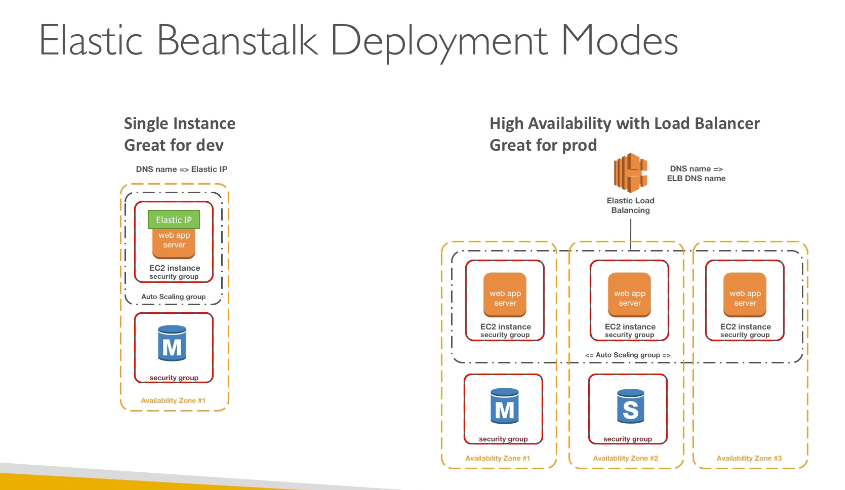 Elastic Beanstalk Deployment Modes
Single Instance
Great for dev
DNS name => Elastic IP
Elastic IP
web app
server
EC2 instance
security group
Auto Scaling group
M
security group
Availability Zone #1
High Availability with Load Balancer
Great for prod
DNS name =>
ELB DNS name
Elastic Load
Balancing
web app
server
EC2 instance
security group
web app
server
EC2 instance
security group
web app
server
EC2 instance
security group
<= Auto Scaling group =>
M
security group
S
security group
Availability Zone #1
Availability Zone #2
Availability Zone #3